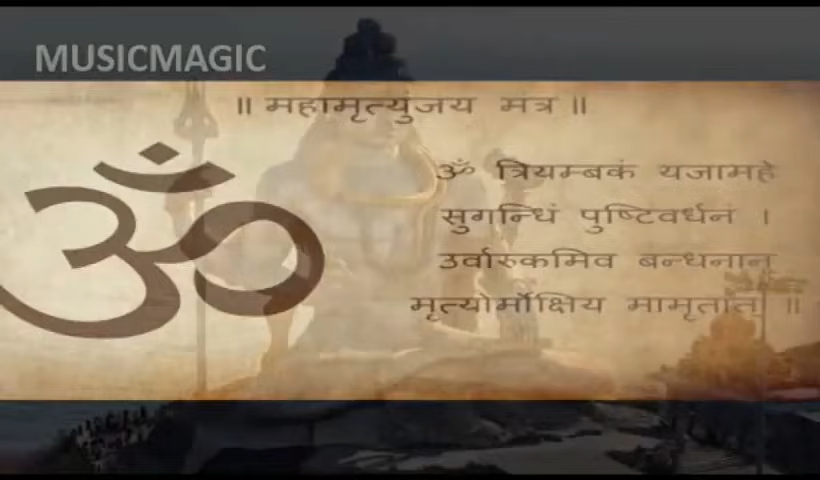 MUSICMAGIC
॥ महामृत्युंजय मंत्र ॥
ॐ
ॐ त्रियम्बकं यजामहे
सुगन्धिं पुष्टिवर्धनं ।
उर्वारुकमिव बन्धनान्
मृत्योर्मोक्षिय मामृतात् ॥